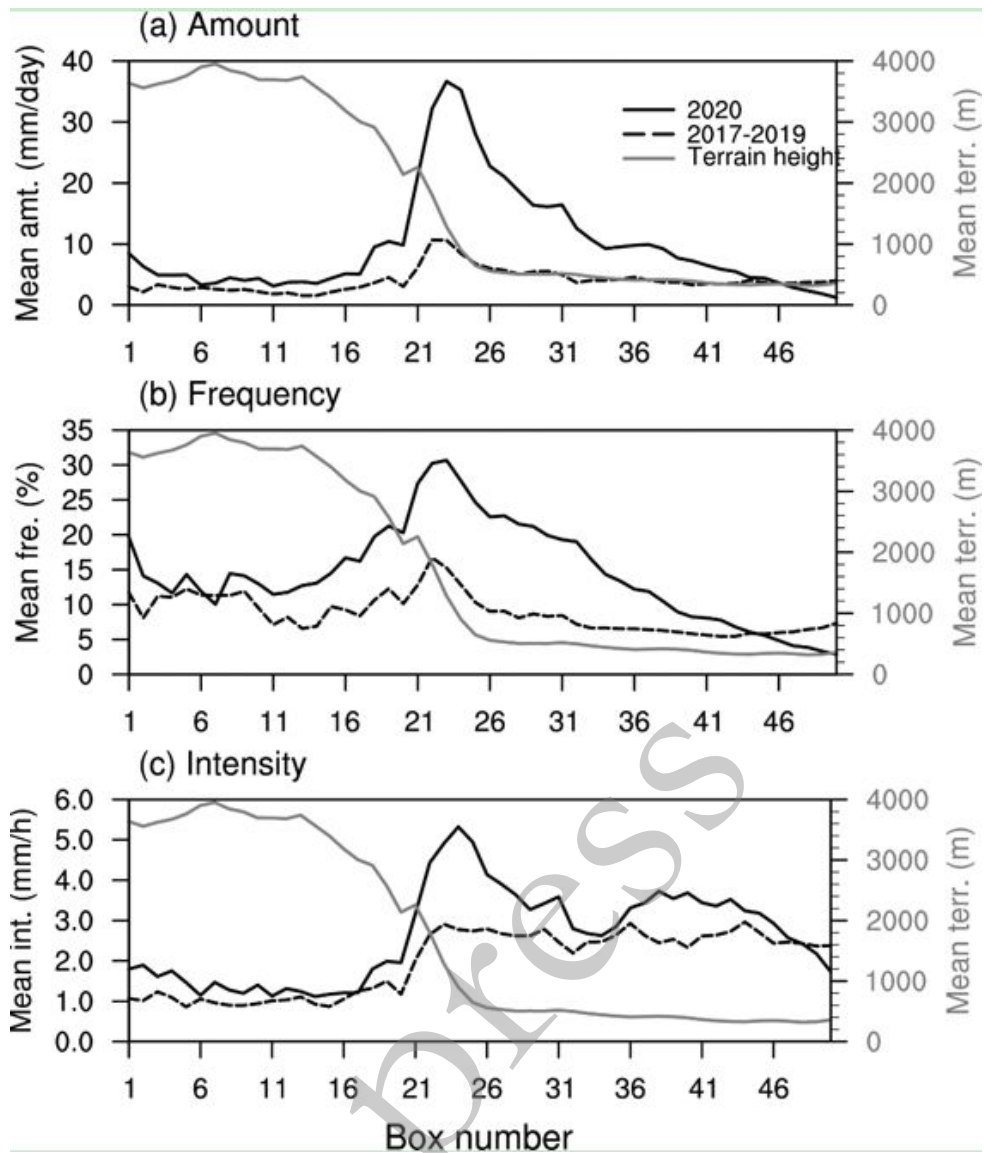 (a) Amount
Mean amt. (mm/day)
40
30
20
10
0
2020
2017-2019
Terrain height
4000
3000
2000
1000
0
Mean terr. (m)
1 6 11 16 21 26 31 36 41 46
(b) Frequency
Mean fre. (%)
35
30
25
20
15
10
5
0
4000
3000
2000
1000
0
Mean terr. (m)
1 6 11 16 21 26 31 36 41 46
(c) Intensity
Mean int. (mm/h)
6.0
5.0
4.0
3.0
2.0
1.0
0.0
4000
3000
2000
1000
0
Mean terr. (m)
1 6 11 16 21 26 31 36 41 46
Box number
press